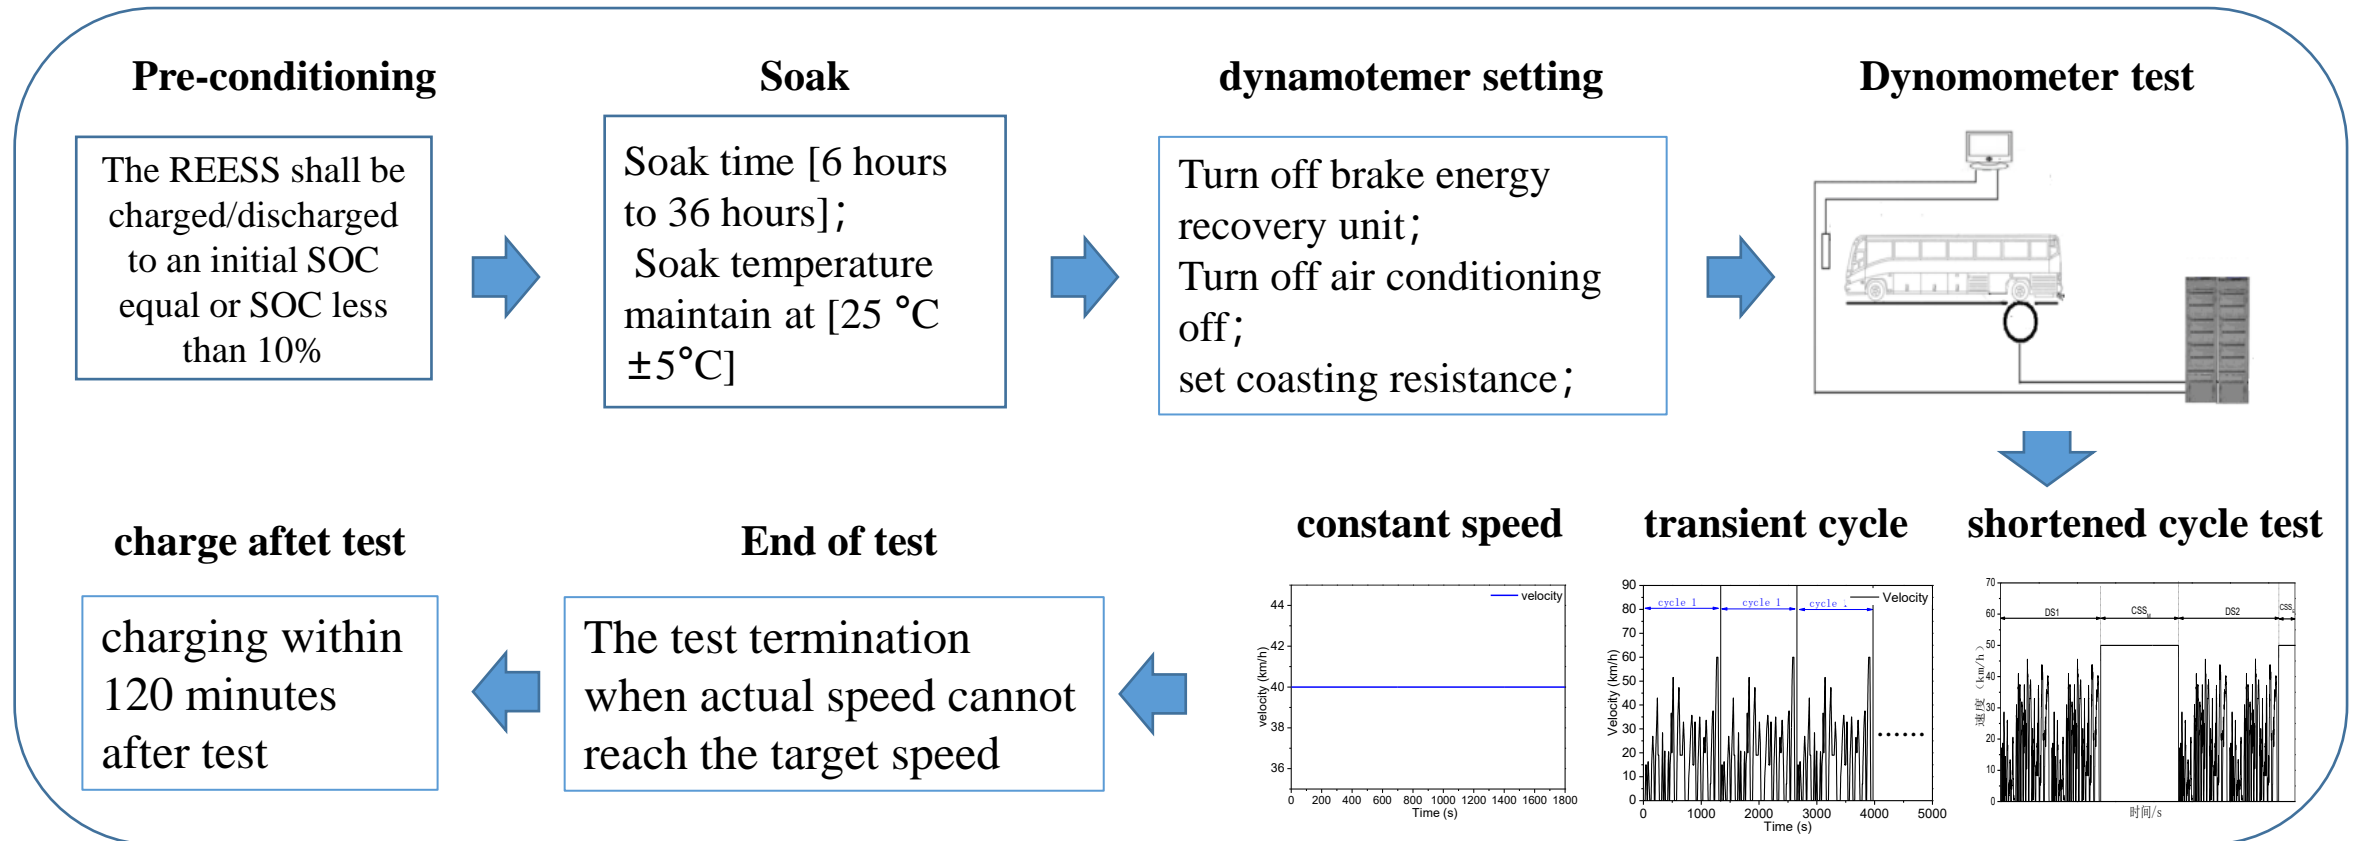 Pre-conditioning
The REESS shall be
charged/discharged
to an initial SOC
equal or SOC less
than 10%
Soak
Soak time [6 hours
to 36 hours];
Soak temperature
maintain at [25 °C
±5°C]
dynamotemer setting
Turn off brake energy
recovery unit;
Turn off air conditioning
off;
set coasting resistance;
Dynomometer test
charge aftet test
charging within
120 minutes
after test
End of test
The test termination
when actual speed cannot
reach the target speed
constant speed
velocity
velocity (km/h)
44
42
40
38
36
0 200 400 600 800 1000 1200 1400 1600 1800
Time (s)
transient cycle
Velocity
cycle 1 cycle 1 cycle
Velocity (km/h)
90
80
70
60
50
40
30
20
10
0
0 1000 2000 3000 4000 5000
Time (s)
......
shortened cycle test
DS1 CSS DS2 CSS
速度 (km/h)
70
60
50
40
30
20
10
0
时间/s